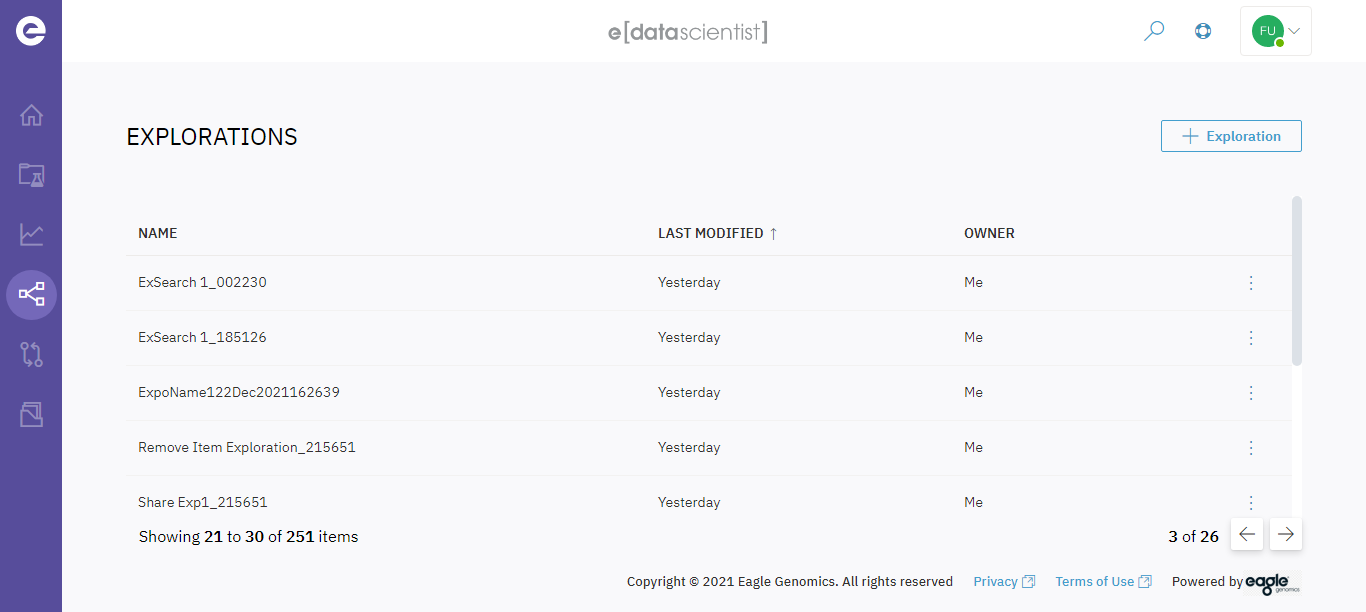 e
e[datascientist]
FU
EXPLORATIONS
+ Exploration
NAME LAST MODIFIED ↑ OWNER
ExSearch 1_002230 Yesterday Me
ExSearch 1_185126 Yesterday Me
ExpoName122Dec2021162639 Yesterday Me
Remove Item Exploration_215651 Yesterday Me
Share Exp1_215651 Yesterday Me
Showing 21 to 30 of 251 items 3 of 26
Copyright © 2021 Eagle Genomics. All rights reserved Privacy Terms of Use Powered by eagle genomics